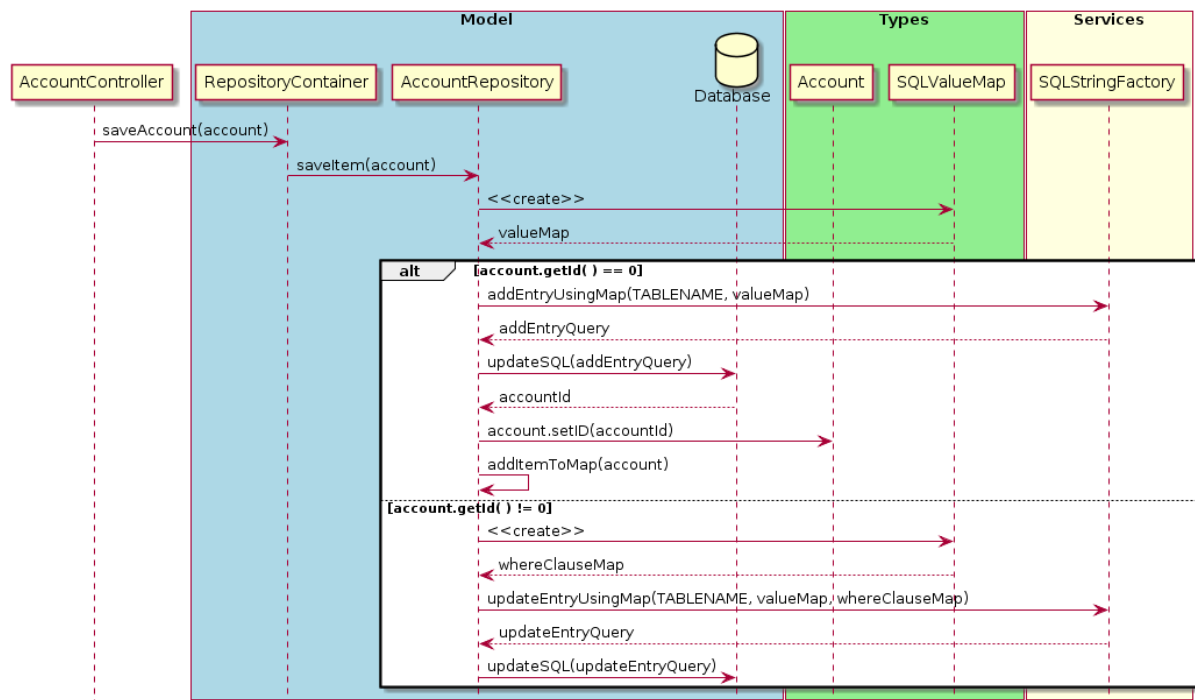 Model
Types
Services
AccountController
RepositoryContainer
AccountRepository
Database
Account
SQLValueMap
SQLStringFactory
saveAccount(account)
saveItem(account)
<<create>>
valueMap
alt [account.getId( ) == 0]
addEntryUsingMap(TABLENAME, valueMap)
addEntryQuery
updateSQL(addEntryQuery)
accountId
account.setID(accountId)
addItemToMap(account)
[account.getId( ) != 0]
<<create>>
whereClauseMap
updateEntryUsingMap(TABLENAME, valueMap, whereClauseMap)
updateEntryQuery
updateSQL(updateEntryQuery)